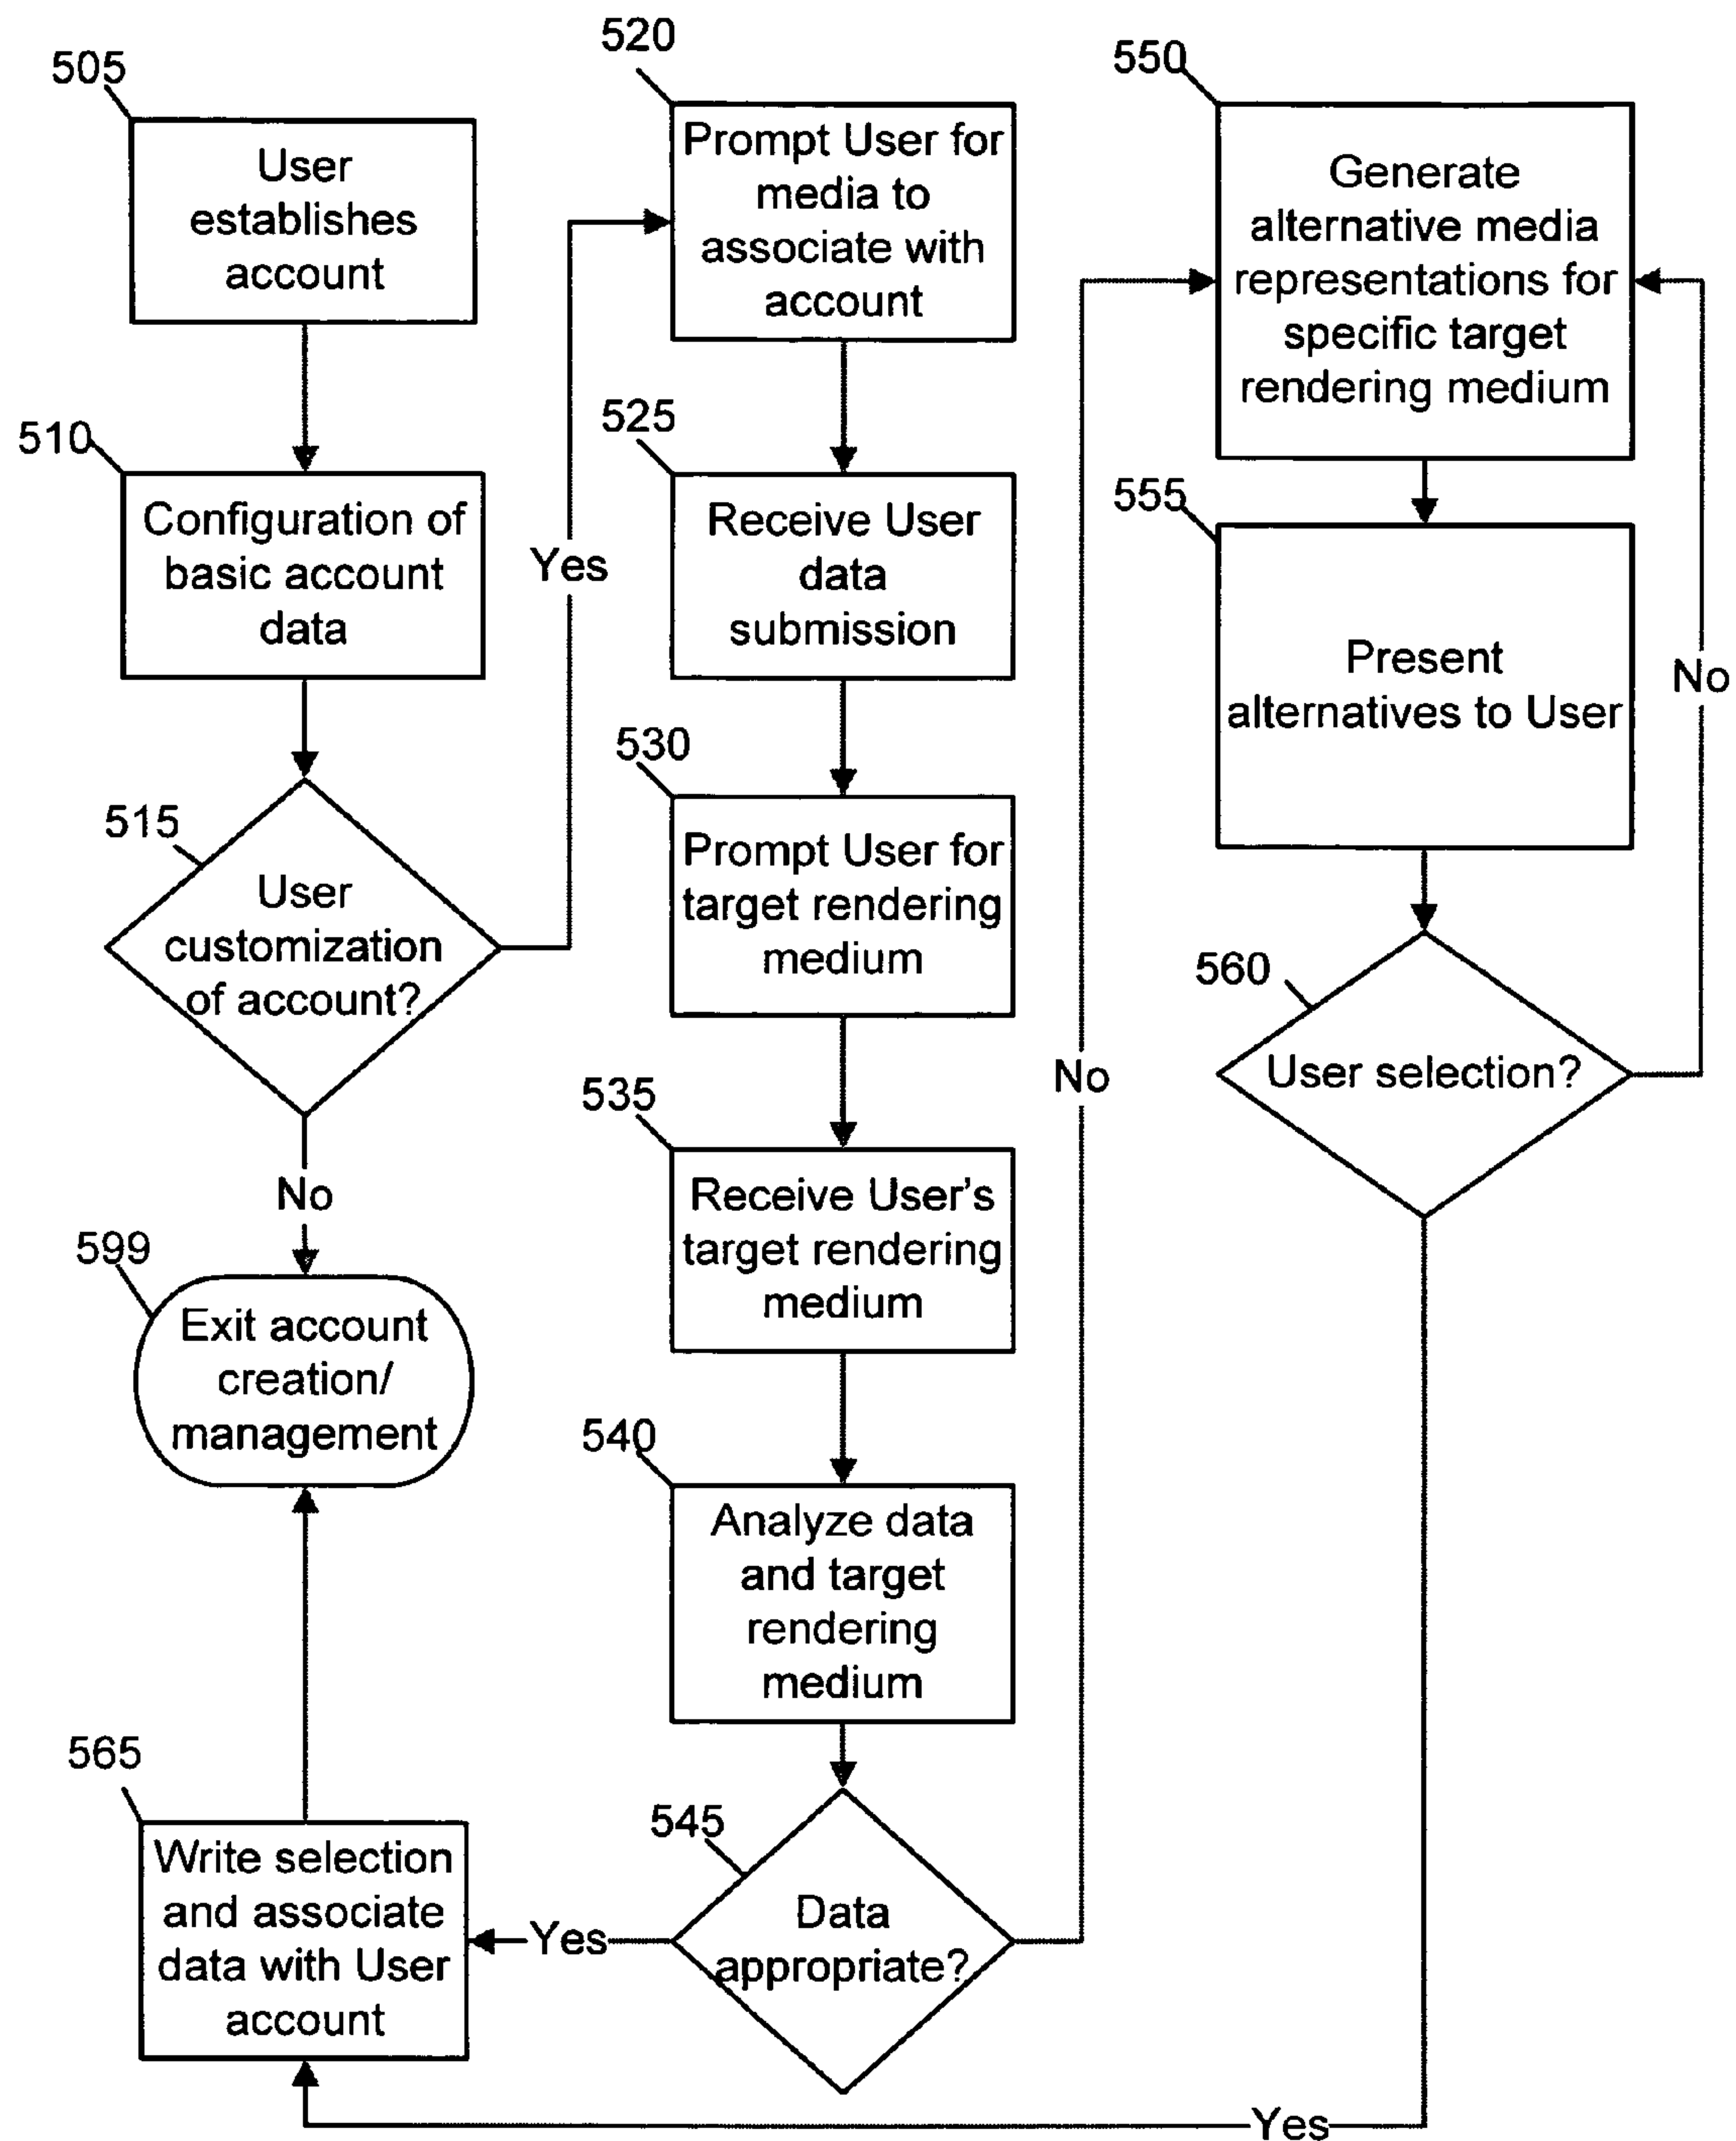 505
User
establishes
account
510
Configuration of
basic account
data
515
User
customization
of account?
Yes
No
599
Exit account
creation/
management
565
Write selection
and associate
data with User
account
520
Prompt User for
media to
associate with
account
525
Receive User
data
submission
530
Prompt User for
target rendering
medium
535
Receive User's
target rendering
medium
540
Analyze data
and target
rendering
medium
545
Data
appropriate?
Yes
No
550
Generate
alternative media
representations for
specific target
rendering medium
555
Present
alternatives to User
560
User selection?
No
Yes